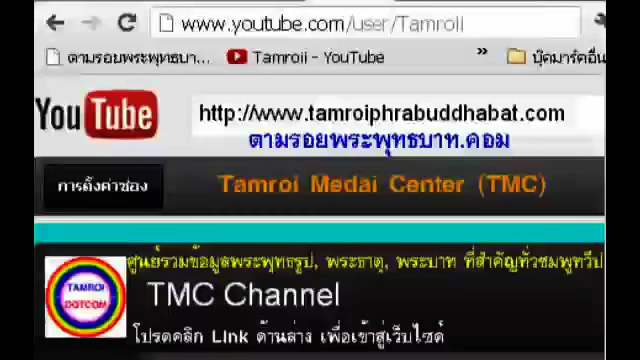 www.youtube.com/user/Tamroii
ตามรอยพระพุทธบา... Tamroii - YouTube » บุ๊คมาร์คอื่น
YouTube
http://www.tamroiphrabuddhabat.com
ตามรอยพระพุทธบาท.คอม
การตั้งค่าช่อง Tamroi Medai Center (TMC)
ศูนย์รวมข้อมูลพระพุทธรูป, พระธาตุ, พระบาท ที่สำคัญทั่วชมพูทวีป
TAMROI
DOTCOM
TMC Channel
โปรดคลิก Link ด้านล่าง เพื่อเข้าสู่เว็บไซต์